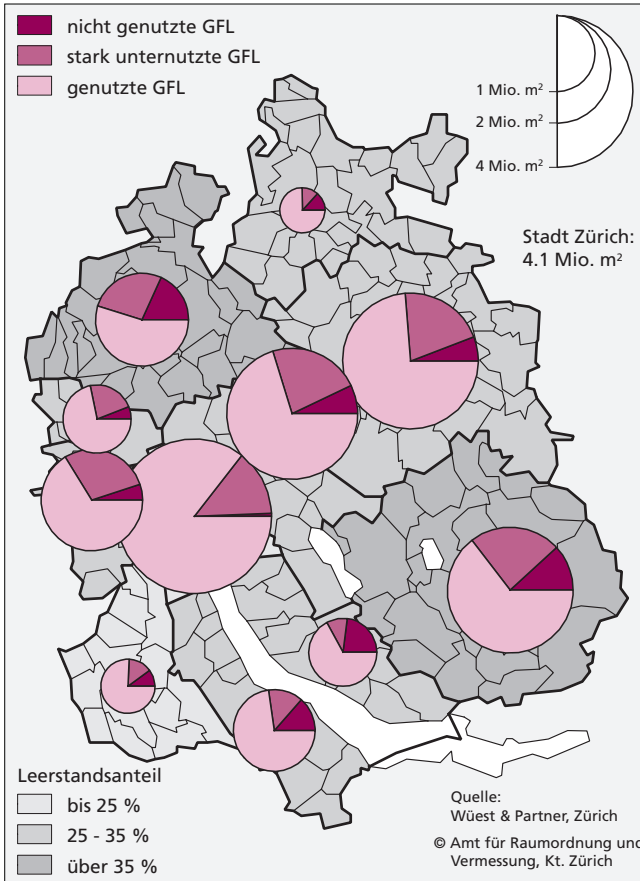 nicht genutzte GFL
stark unternutzte GFL
genutzte GFL
1 Mio. m²
2 Mio. m²
4 Mio. m²
Stadt Zürich:
4.1 Mio. m²
Leerstandsanteil
bis 25 %
25 - 35 %
über 35 %
Quelle:
Wüest & Partner, Zürich
© Amt für Raumordnung und
Vermessung, Kt. Zürich